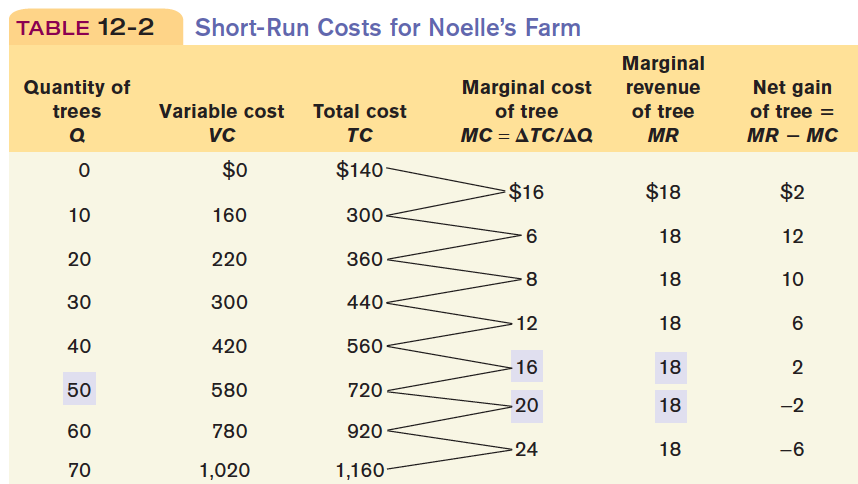 TABLE 12-2 Short-Run Costs for Noelle's Farm
Marginal
Quantity of Marginal cost revenue Net gain
trees Variable cost Total cost of tree of tree of tree =
Q VC TC MC = ΔTC/ΔQ MR MR – MC
0 $0 $140
$16 $18 $2
10 160 300
6 18 12
20 220 360
8 18 10
30 300 440
12 18 6
40 420 560
16 18 2
50 580 720
20 18 –2
60 780 920
24 18 –6
70 1,020 1,160